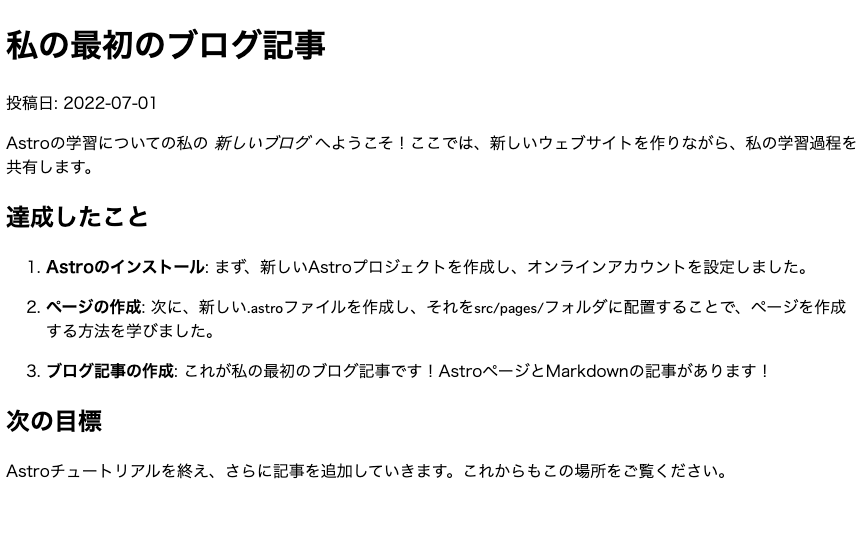 私の最初のブログ記事
投稿日: 2022-07-01
Astroの学習についての私の 新しいブログ へようこそ！ここでは、新しいウェブサイトを作りながら、私の学習過程を
共有します。
達成したこと
1. Astroのインストール: まず、新しいAstroプロジェクトを作成し、オンラインアカウントを設定しました。
2. ページの作成: 次に、新しい.astroファイルを作成し、それをsrc/pages/フォルダに配置することで、ページを作成
する方法を学びました。
3. ブログ記事の作成: これが私の最初のブログ記事です！AstroページとMarkdownの記事があります！
次の目標
Astroチュートリアルを終え、さらに記事を追加していきます。これからもこの場所をご覧ください。